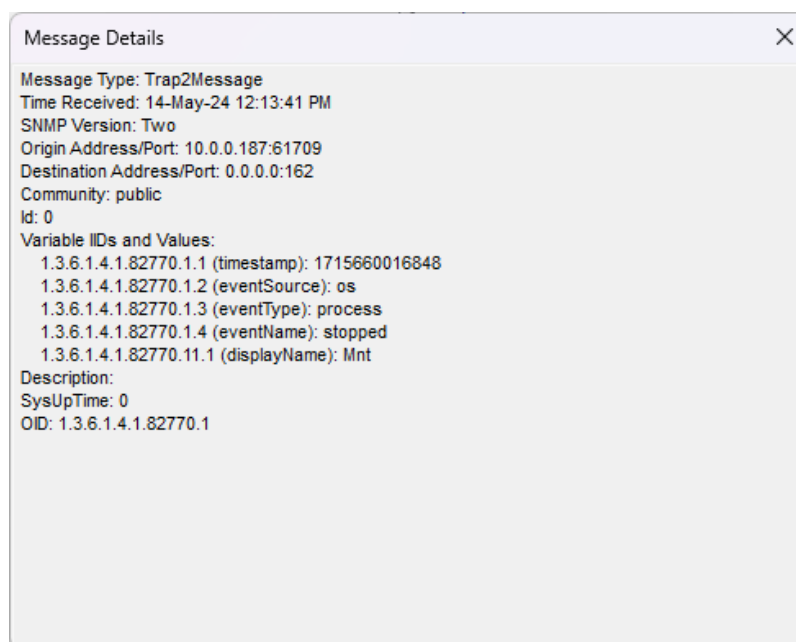 Message Details
Message Type: Trap2Message
Time Received: 14-May-24 12:13:41 PM
SNMP Version: Two
Origin Address/Port: 10.0.0.187:61709
Destination Address/Port: 0.0.0.0:162
Community: public
Id: 0
Variable IIDs and Values:
1.3.6.1.4.1.82770.1.1 (timestamp): 1715660016848
1.3.6.1.4.1.82770.1.2 (eventSource): os
1.3.6.1.4.1.82770.1.3 (eventType): process
1.3.6.1.4.1.82770.1.4 (eventName): stopped
1.3.6.1.4.1.82770.11.1 (displayName): Mnt
Description:
SysUpTime: 0
OID: 1.3.6.1.4.1.82770.1